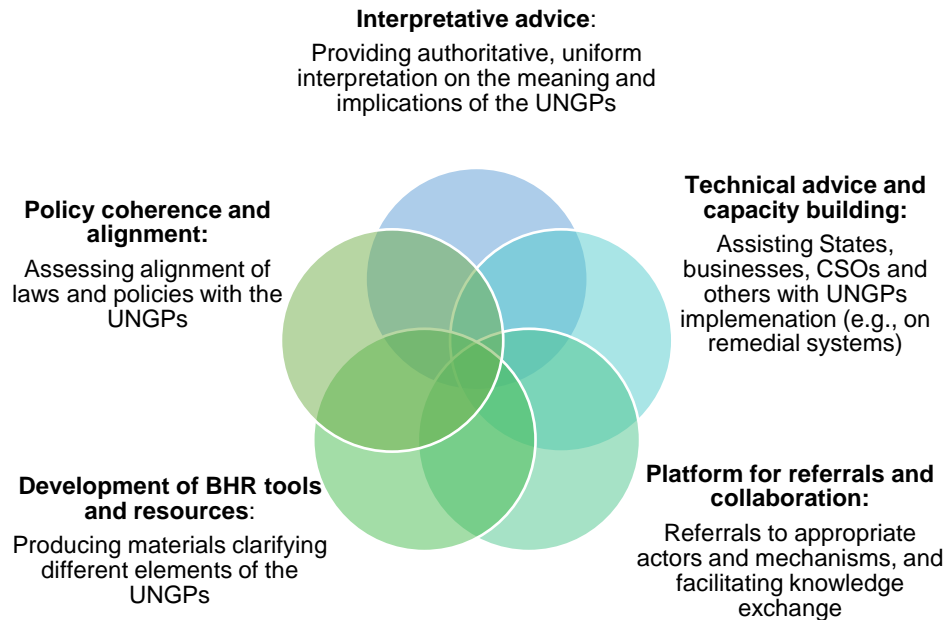 Interpretative advice:
Providing authoritative, uniform
interpretation on the meaning and
implications of the UNGPs
Policy coherence and
alignment:
Assessing alignment of
laws and policies with the
UNGPs
Technical advice and
capacity building:
Assisting States,
businesses, CSOs and
others with UNGPs
implemenation (e.g., on
remedial systems)
Development of BHR tools
and resources:
Producing materials clarifying
different elements of the
UNGPs
Platform for referrals and
collaboration:
Referrals to appropriate
actors and mechanisms, and
facilitating knowledge
exchange